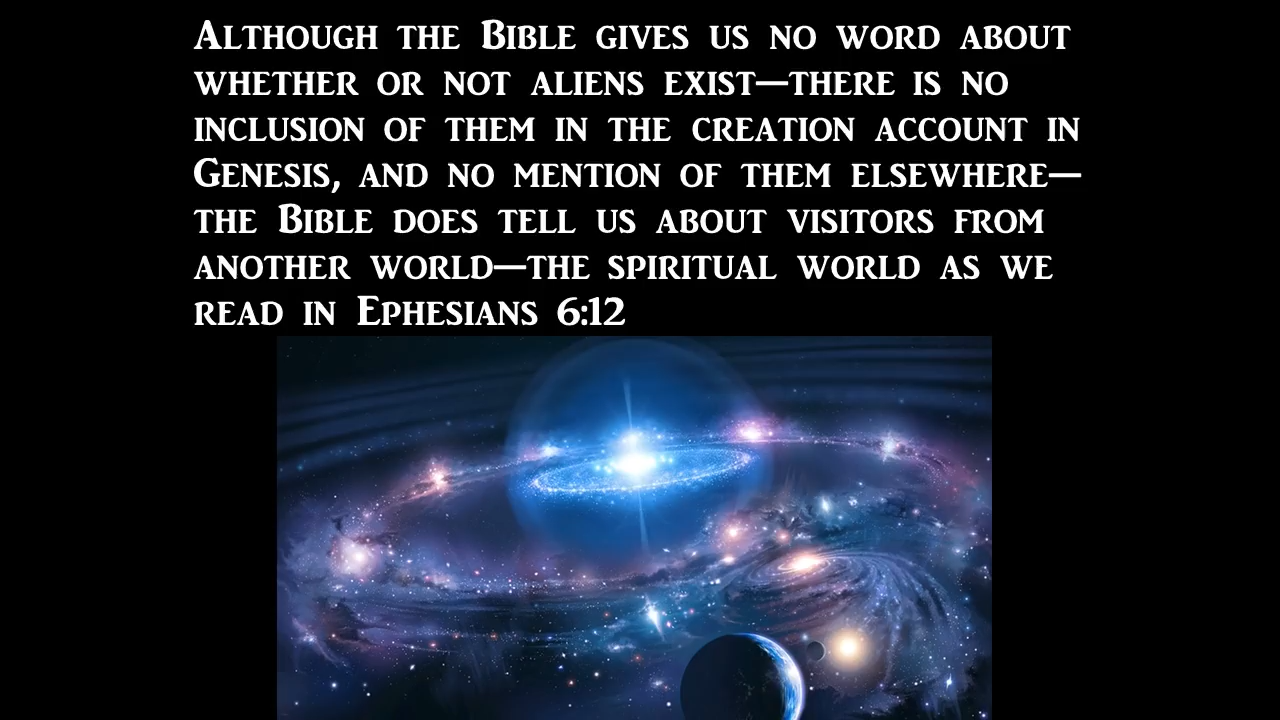 Although the Bible gives us no word about
whether or not aliens exist—there is no
inclusion of them in the creation account in
Genesis, and no mention of them elsewhere—
the Bible does tell us about visitors from
another world—the spiritual world as we
read in Ephesians 6:12